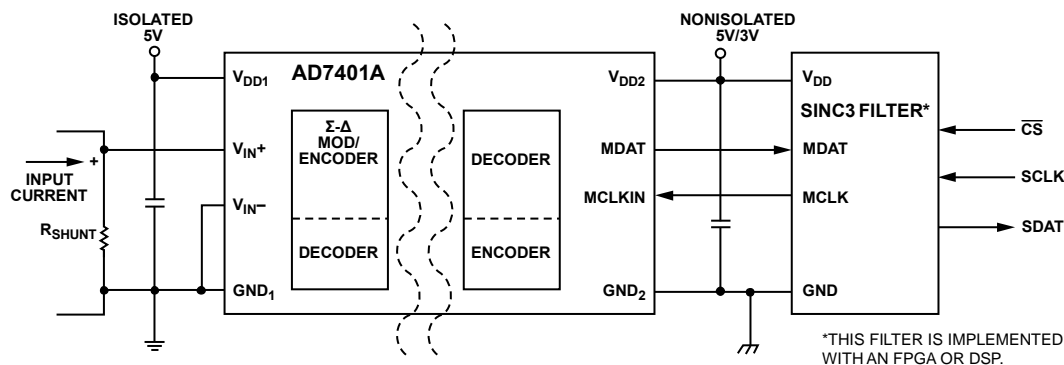 ISOLATED
5V
NONISOLATED
5V/3V
AD7401A
VDD1
VDD2
VDD
SINC3 FILTER*
Σ-Δ
MOD/
ENCODER
DECODER
VIN+
MDAT
MDAT
CS
INPUT
CURRENT
+
VIN–
MCLKIN
MCLK
SCLK
RSHUNT
DECODER
ENCODER
SDAT
GND1
GND2
GND
*THIS FILTER IS IMPLEMENTED
WITH AN FPGA OR DSP.